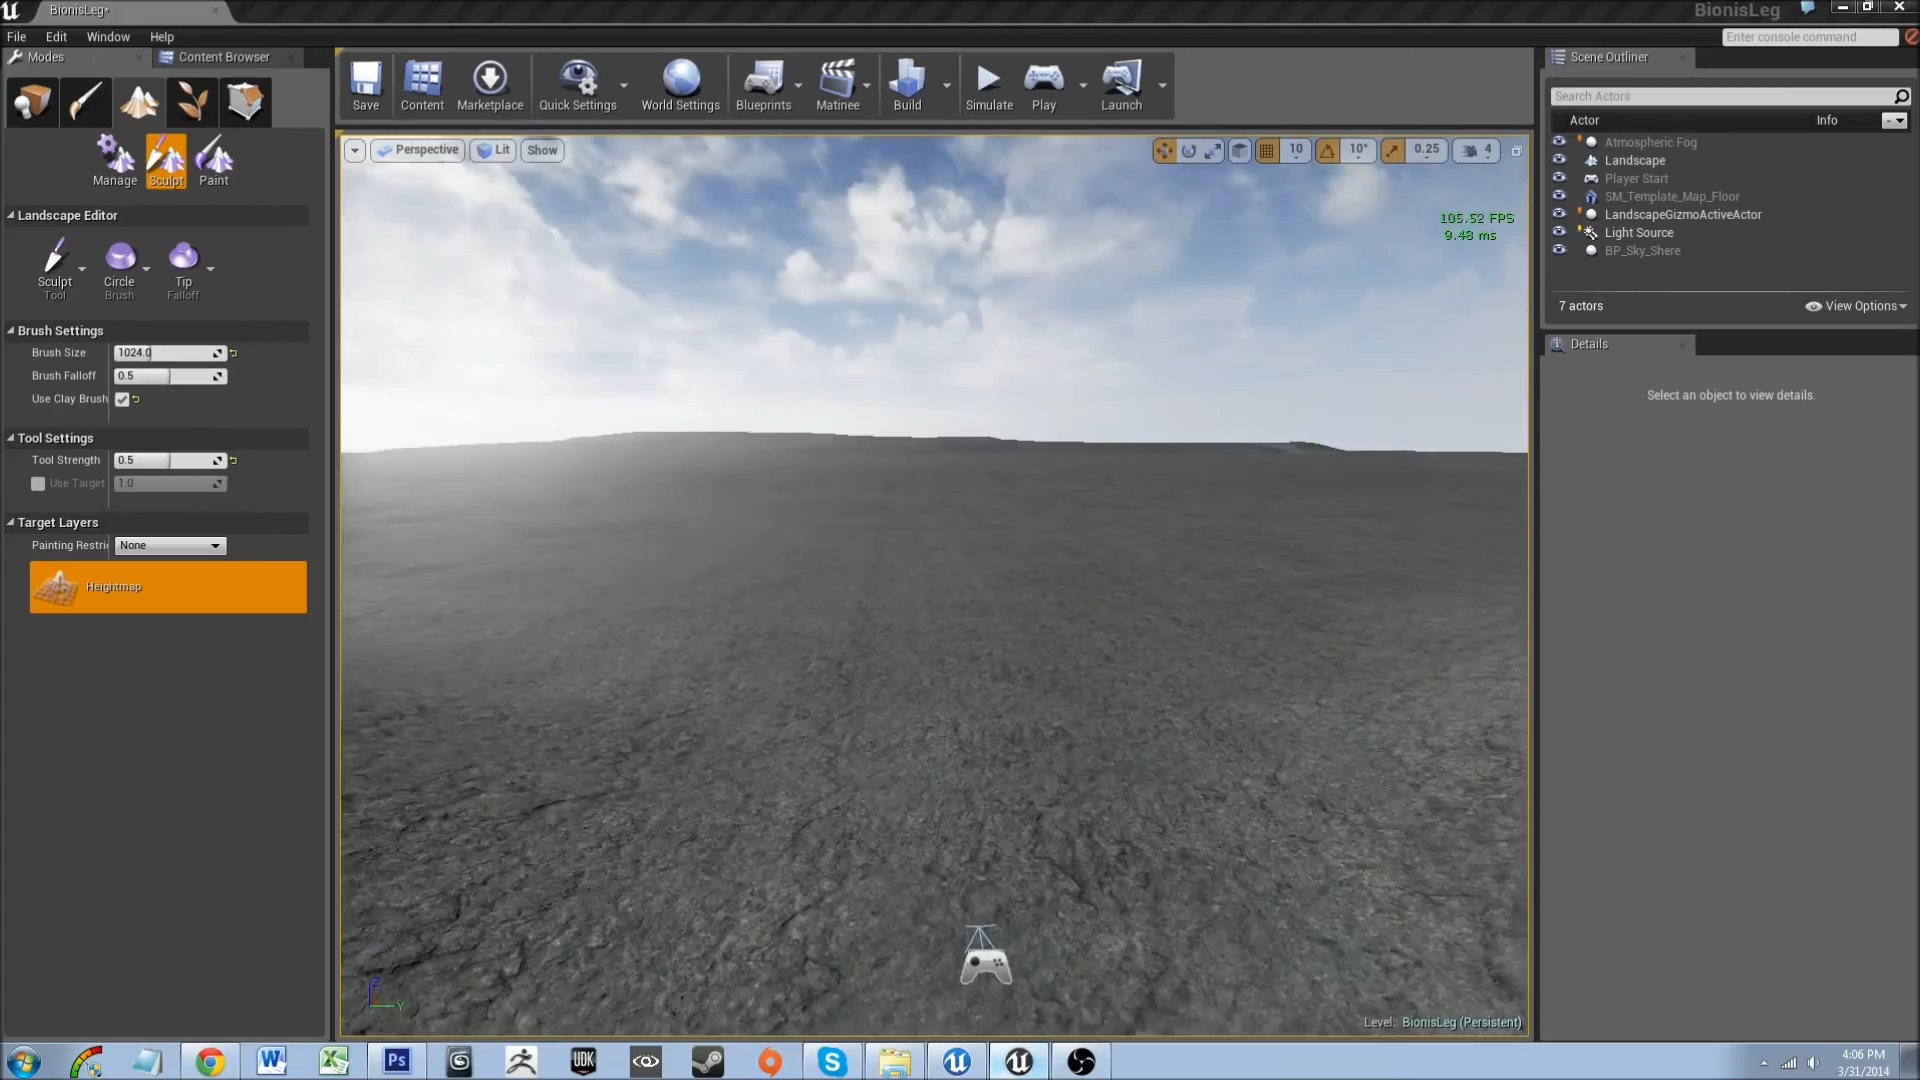 BionisLeg*
BionisLeg
File Edit Window Help
Enter console command
Modes
Content Browser
Scene Outliner
Save
Content
Marketplace
Quick Settings
World Settings
Blueprints
Matinee
Build
Simulate
Play
Launch
Search Actors
Actor Info
Perspective
Lit
Show
10
10°
0.25
4
Atmospheric Fog
Landscape
Player Start
SM_Template_Map_Floor
LandscapeGizmoActiveActor
Light Source
BP_Sky_Shere
7 actors
View Options
Details
Select an object to view details.
105.52 FPS
9.48 ms
Manage
Sculpt
Paint
Landscape Editor
Sculpt
Tool
Circle
Brush
Tip
Falloff
Brush Settings
Brush Size 1024.0
Brush Falloff 0.5
Use Clay Brush
Tool Settings
Tool Strength 0.5
Use Target 1.0
Target Layers
Painting Restri None
Heightmap
Z
Y
Level: BionisLeg (Persistent)
Ps
UDK
4:06 PM
3/31/2014